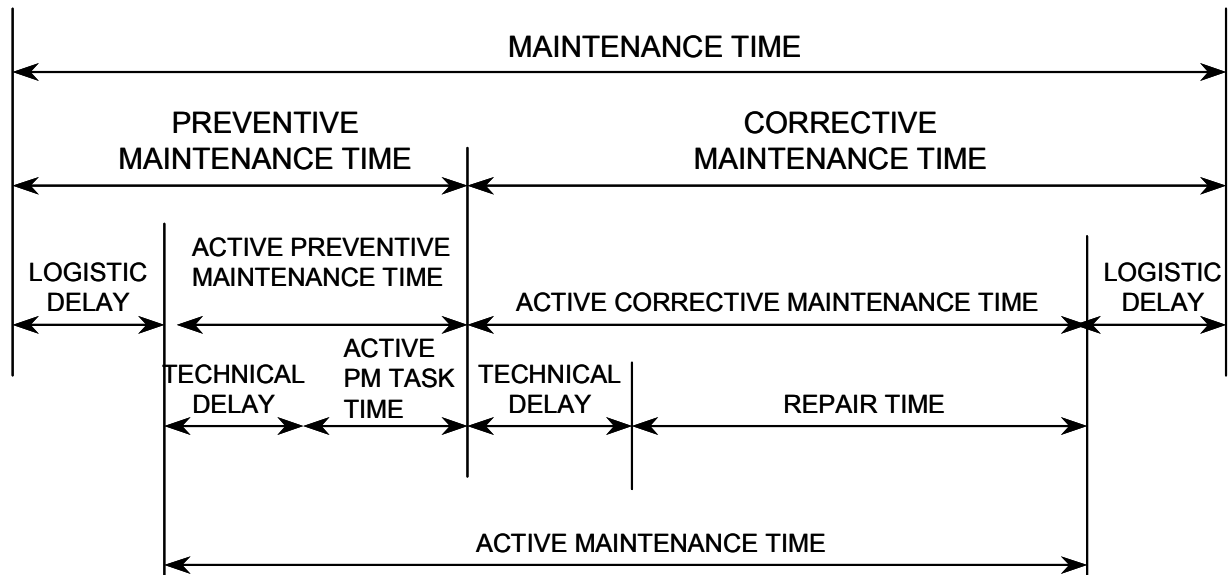 MAINTENANCE TIME
PREVENTIVE
MAINTENANCE TIME
CORRECTIVE
MAINTENANCE TIME
LOGISTIC
DELAY
ACTIVE PREVENTIVE
MAINTENANCE TIME
ACTIVE CORRECTIVE MAINTENANCE TIME
LOGISTIC
DELAY
TECHNICAL
DELAY
ACTIVE
PM TASK
TIME
TECHNICAL
DELAY
REPAIR TIME
ACTIVE MAINTENANCE TIME